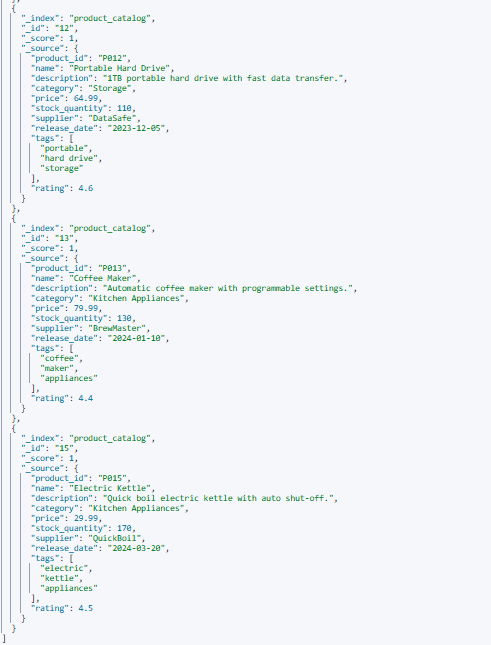 },
{
"_index": "product_catalog",
"_id": "12",
"_score": 1,
"_source": {
"product_id": "P012",
"name": "Portable Hard Drive",
"description": "1TB portable hard drive with fast data transfer.",
"category": "Storage",
"price": 64.99,
"stock_quantity": 110,
"supplier": "DataSafe",
"release_date": "2023-12-05",
"tags": [
"portable",
"hard drive",
"storage"
],
"rating": 4.6
}
},
{
"_index": "product_catalog",
"_id": "13",
"_score": 1,
"_source": {
"product_id": "P013",
"name": "Coffee Maker",
"description": "Automatic coffee maker with programmable settings.",
"category": "Kitchen Appliances",
"price": 79.99,
"stock_quantity": 130,
"supplier": "BrewMaster",
"release_date": "2024-01-10",
"tags": [
"coffee",
"maker",
"appliances"
],
"rating": 4.4
}
},
{
"_index": "product_catalog",
"_id": "15",
"_score": 1,
"_source": {
"product_id": "P015",
"name": "Electric Kettle",
"description": "Quick boil electric kettle with auto shut-off.",
"category": "Kitchen Appliances",
"price": 29.99,
"stock_quantity": 170,
"supplier": "QuickBoil",
"release_date": "2024-03-20",
"tags": [
"electric",
"kettle",
"appliances"
],
"rating": 4.5
}
}
]